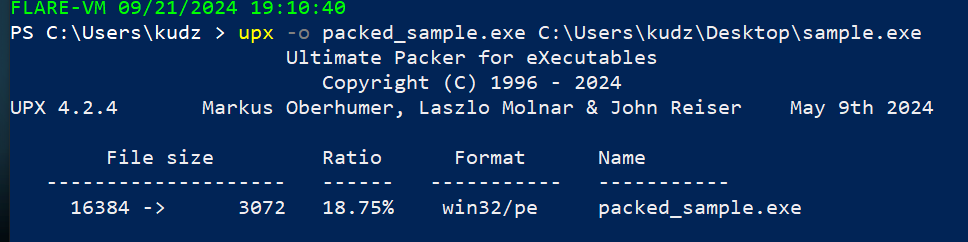 FLARE-VM 09/21/2024 19:10:40
PS C:\Users\kudz > upx -o packed_sample.exe C:\Users\kudz\Desktop\sample.exe
Ultimate Packer for eXecutables
Copyright (C) 1996 - 2024
UPX 4.2.4       Markus Oberhumer, Laszlo Molnar & John Reiser    May 9th 2024
File size         Ratio      Format      Name
--------------------   ------   -----------   -----------
16384 ->      3072   18.75%    win32/pe     packed_sample.exe